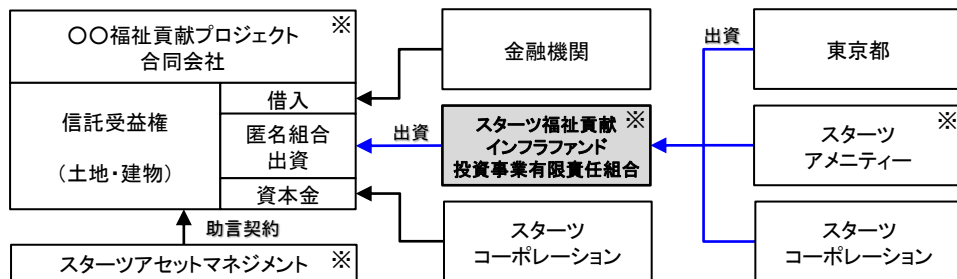 〇〇福祉貢献プロジェクト ※
合同会社
信託受益権
（土地・建物）
借入
匿名組合
出資
資本金
助言契約
スターツアセットマネジメント ※
金融機関
出資
スターツ福祉貢献 ※
インフラファンド
投資事業有限責任組合
スターツ
コーポレーション
出資
東京都
スターツ ※
アメニティー
スターツ
コーポレーション